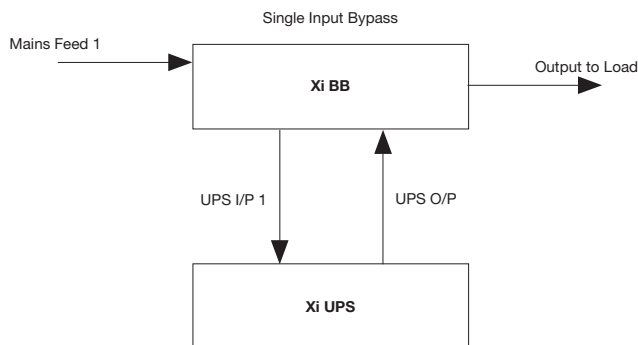 Single Input Bypass
Mains Feed 1
Xi BB
Output to Load
UPS I/P 1
UPS O/P
Xi UPS